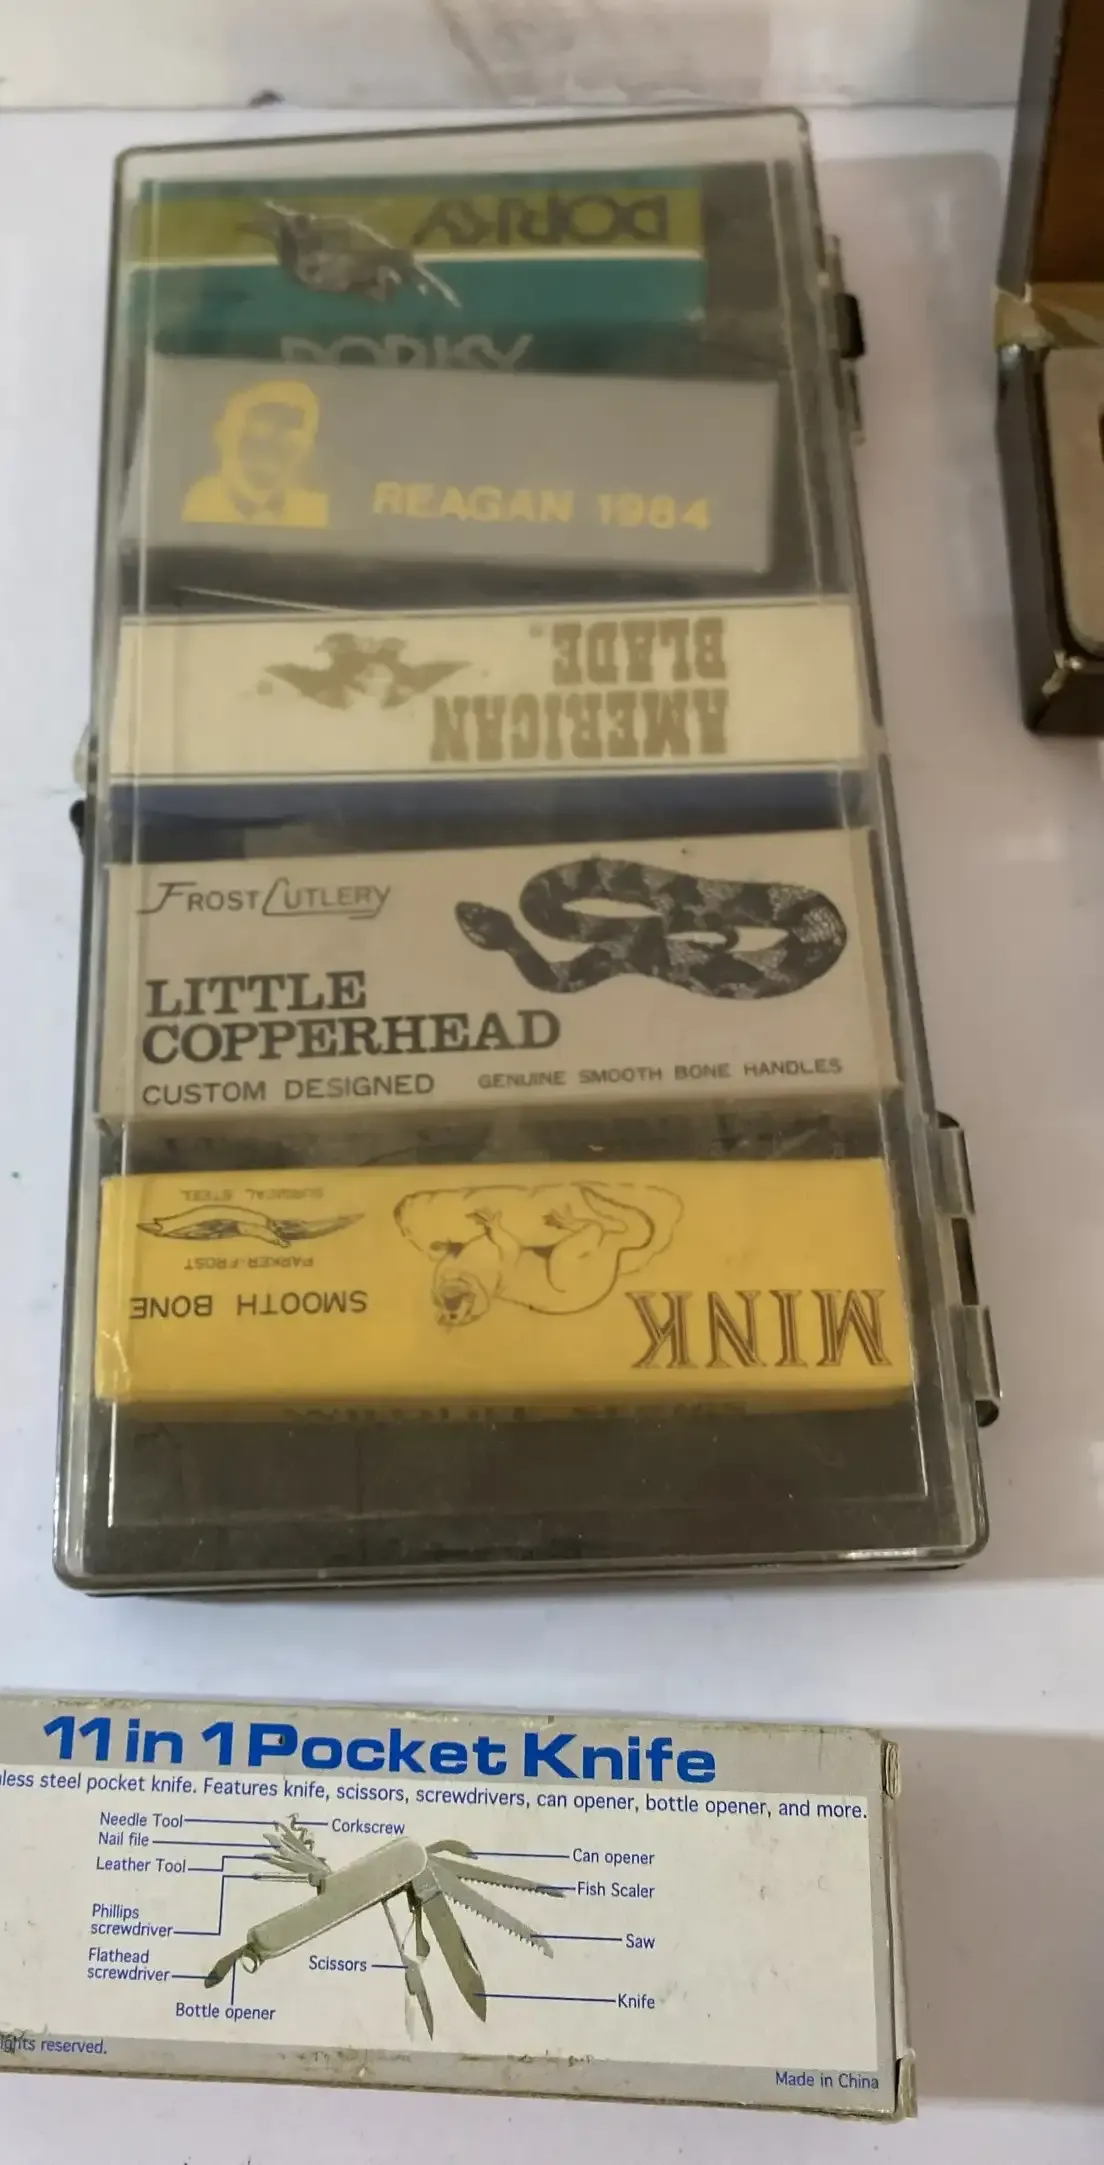 DORKSY
DORKSY
REAGAN 1984
AMERICAN
BLADE
FROST CUTLERY
LITTLE
COPPERHEAD
CUSTOM DESIGNED
GENUINE SMOOTH BONE HANDLES
MINK
SMOOTH BONE
PARKER-FROST
SURGICAL STEEL
11 in 1 Pocket Knife
less steel pocket knife. Features knife, scissors, screwdrivers, can opener, bottle opener, and more.
Needle Tool
Corkscrew
Nail file
Leather Tool
Can opener
Fish Scaler
Phillips
screwdriver
Saw
Flathead
screwdriver
Scissors
Knife
Bottle opener
ights reserved.
Made in China